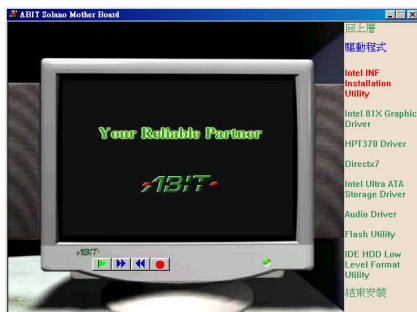 ABIT Solano Mother Board
回上層
驅動程式
Intel INF
Installation
Utility
Intel 81X Graphic
Driver
HPT370 Driver
Directx7
Intel Ultra ATA
Storage Driver
Audio Driver
Flash Utility
IDE HDD Low
Level Format
Utility
結束安裝
Your Reliable Partner
ABIT
ABIT